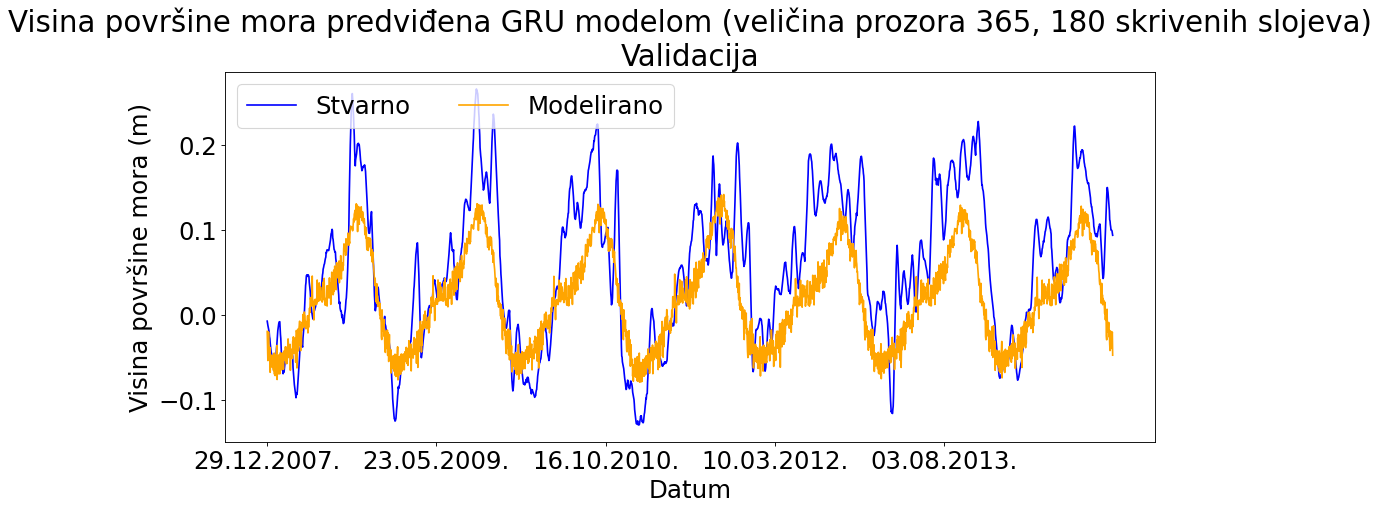 Visina površine mora predviđena GRU modelom (veličina prozora 365, 180 skrivenih slojeva)
Validacija
Stvarno
Modelirano
Visina površine mora (m)
0.2
0.1
0.0
−0.1
29.12.2007.
23.05.2009.
16.10.2010.
10.03.2012.
03.08.2013.
Datum